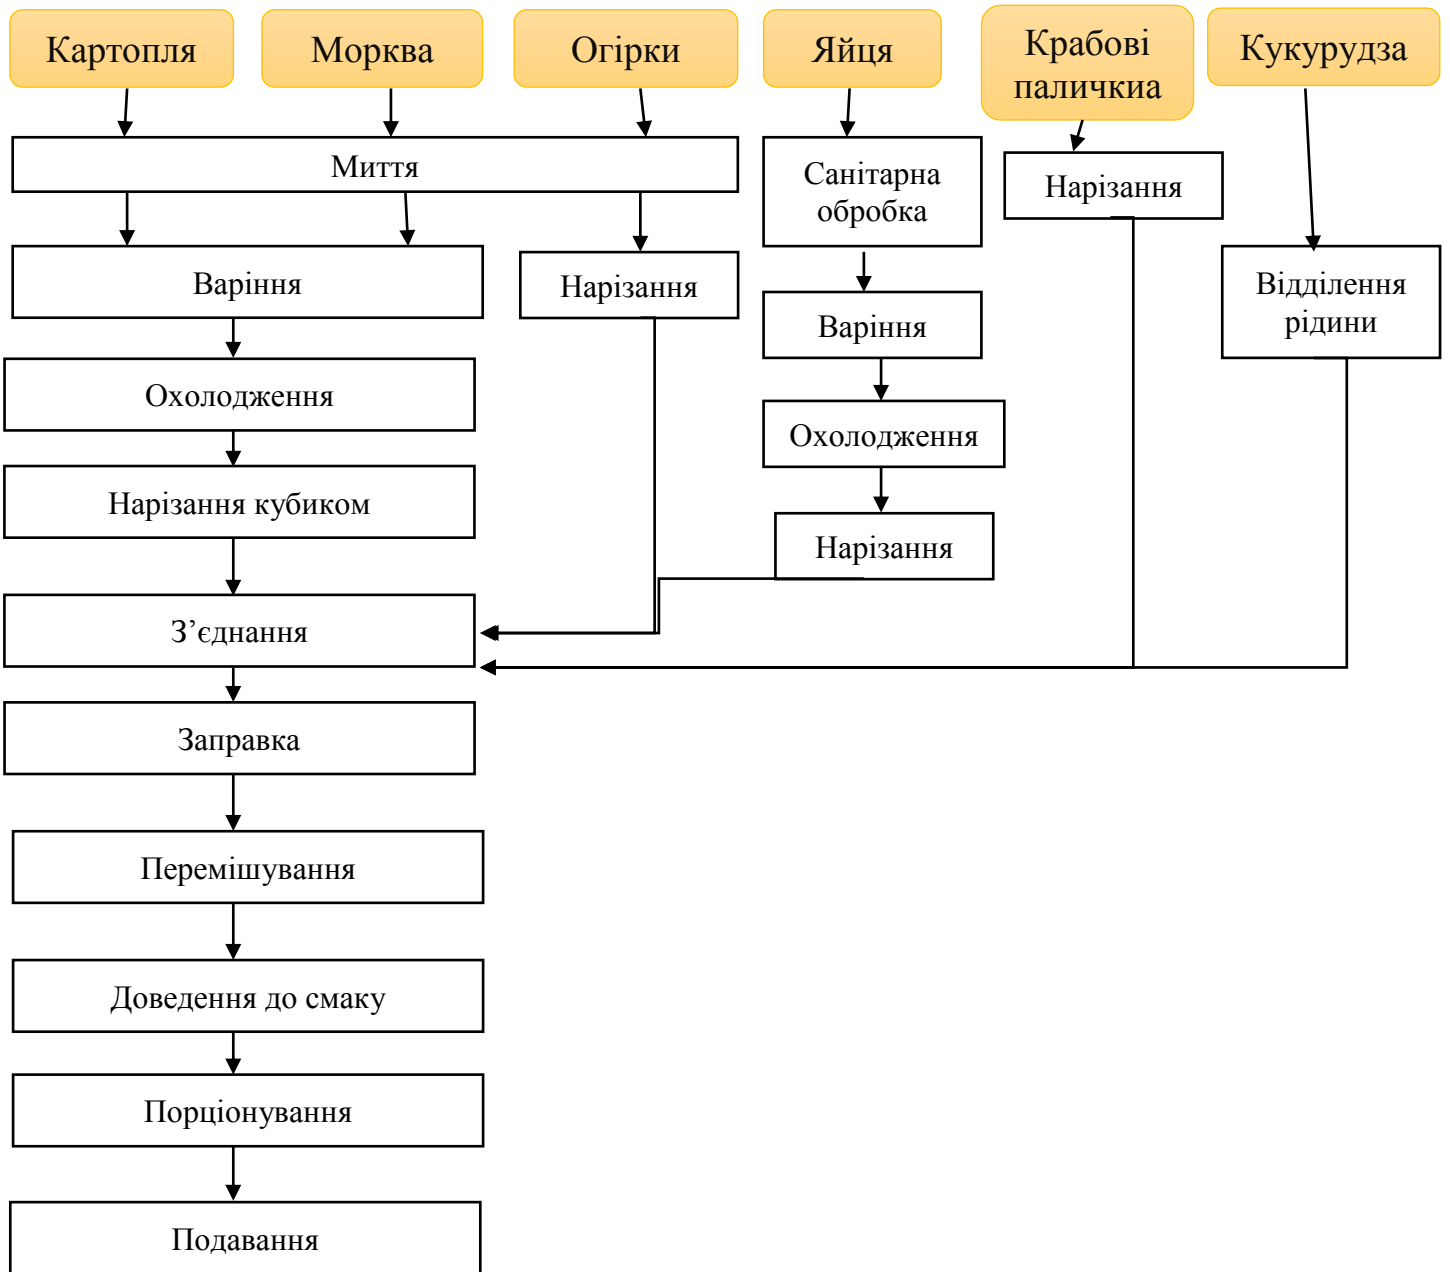 Картопля
Морква
Огірки
Яйця
Крабові
паличкиа
Кукурудза
Миття
Санітарна
обробка
Нарізання
Варіння
Нарізання
Варіння
Відділення
рідини
Охолодження
Охолодження
Нарізання кубиком
Нарізання
З’єднання
Заправка
Перемішування
Доведення до смаку
Порціонування
Подавання